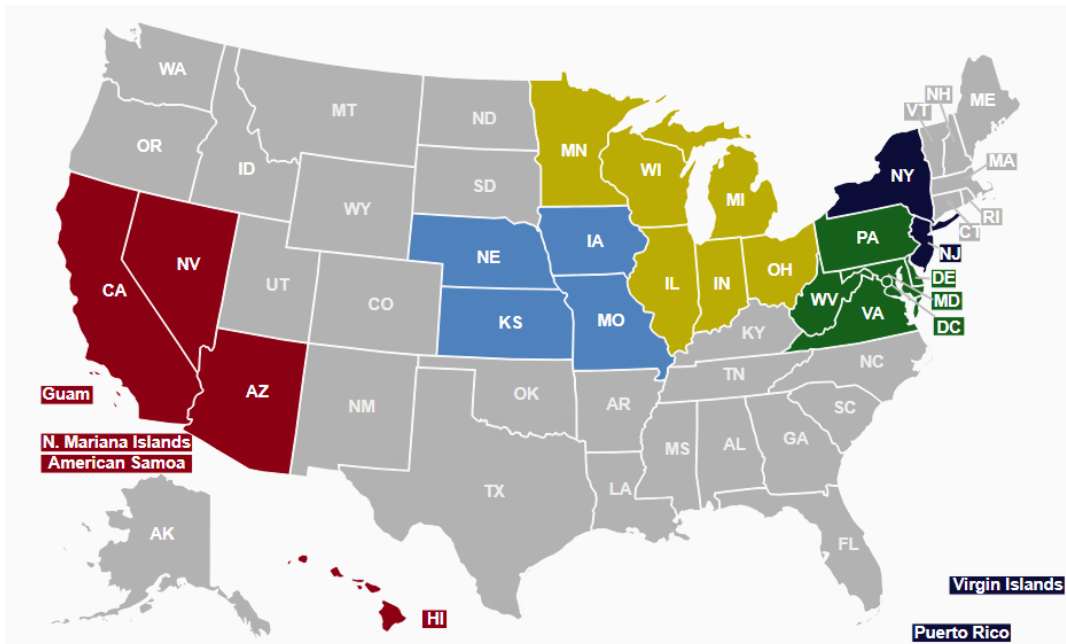 WA
MT
ND
NH
ME
VT
OR
ID
MN
MA
SD
WI
NY
WY
MI
RI
CT
IA
PA
NJ
NE
NV
OH
DE
CA
UT
IL
IN
MD
CO
WV
VA
DC
KS
MO
KY
NC
TN
Guam
AZ
NM
OK
AR
SC
N. Mariana Islands
MS
AL
GA
American Samoa
TX
LA
AK
FL
Virgin Islands
HI
Puerto Rico